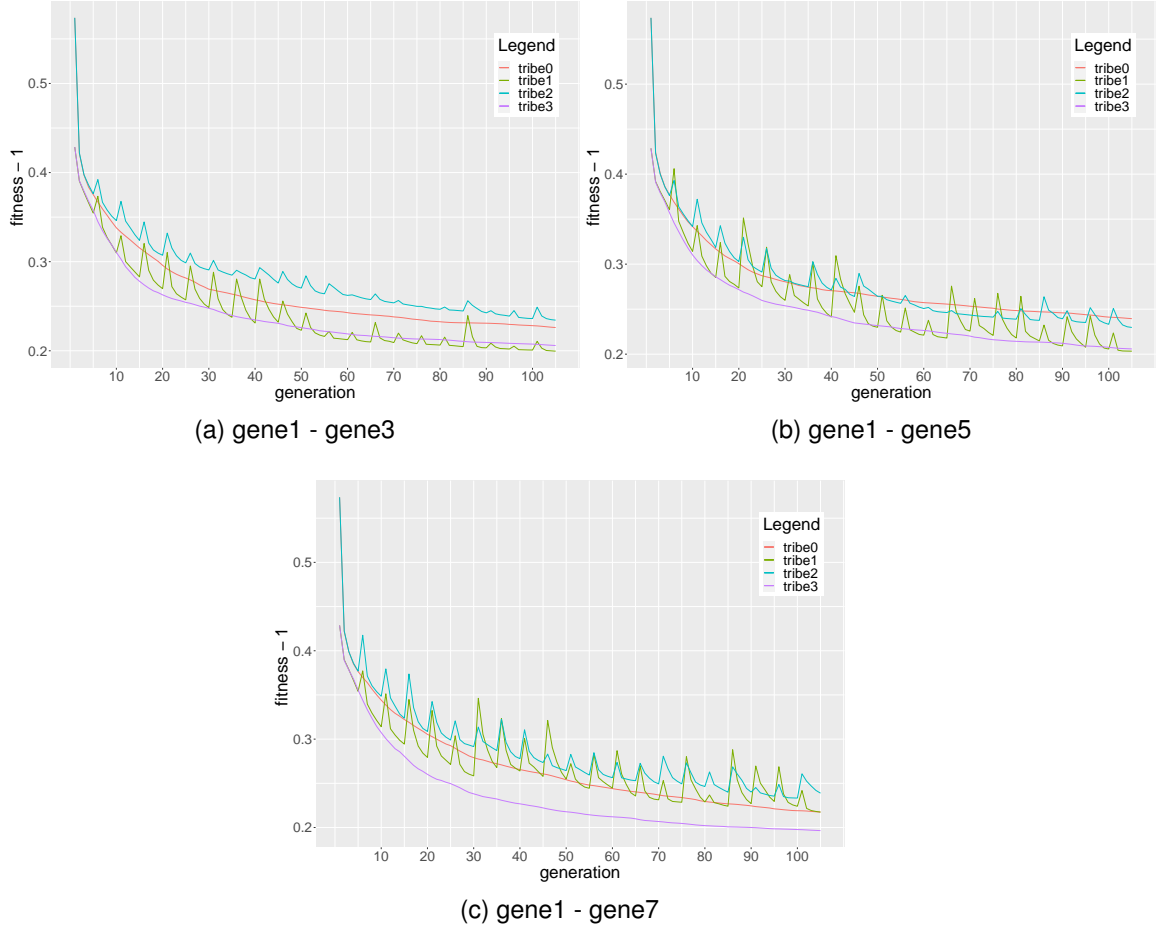 Legend
tribe0
tribe1
tribe2
tribe3
fitness − 1
0.5
0.4
0.3
0.2
10 20 30 40 50 60 70 80 90 100
generation
(a) gene1 - gene3
Legend
tribe0
tribe1
tribe2
tribe3
fitness − 1
0.5
0.4
0.3
0.2
10 20 30 40 50 60 70 80 90 100
generation
(b) gene1 - gene5
Legend
tribe0
tribe1
tribe2
tribe3
fitness − 1
0.5
0.4
0.3
0.2
10 20 30 40 50 60 70 80 90 100
generation
(c) gene1 - gene7